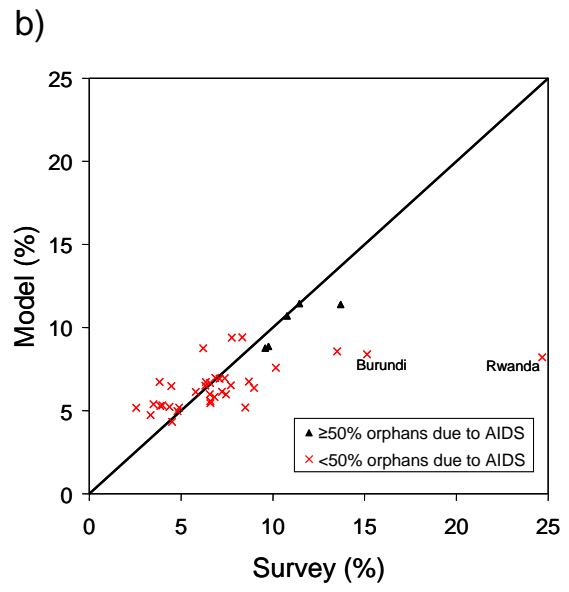 b)
25
20
15
10
5
0
Model (%)
Burundi
Rwanda
≥50% orphans due to AIDS
<50% orphans due to AIDS
0 5 10 15 20 25
Survey (%)